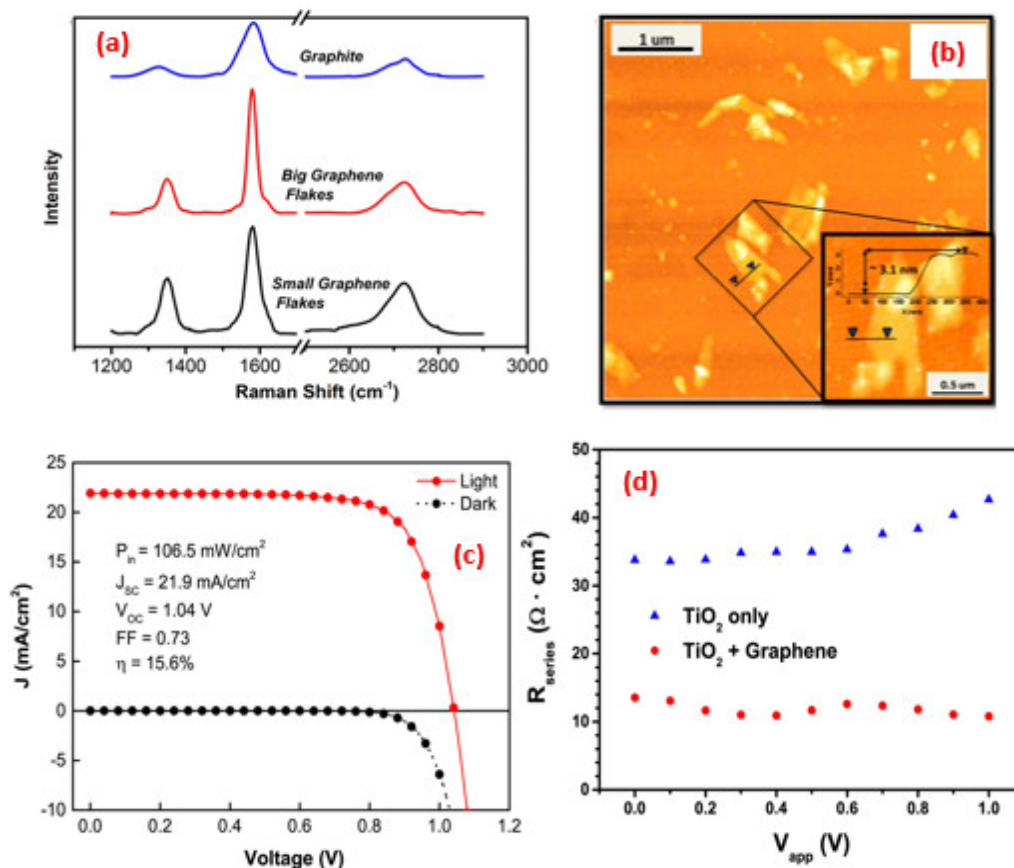 (a)
Graphite
Big Graphene
Flakes
Small Graphene
Flakes
Intensity
1200 1400 1600 2600 2800 3000
Raman Shift (cm⁻¹)
(b)
1 um
~ 3.1 nm
0.5 um
(c)
25
20
15
10
5
0
-5
-10
J (mA/cm²)
Light
Dark
Pin = 106.5 mW/cm²
JSC = 21.9 mA/cm²
VOC = 1.04 V
FF = 0.73
η = 15.6%
0.0 0.2 0.4 0.6 0.8 1.0 1.2
Voltage (V)
(d)
50
40
30
20
10
0
Rseries (Ω · cm²)
TiO₂ only
TiO₂ + Graphene
0.0 0.2 0.4 0.6 0.8 1.0
Vapp (V)